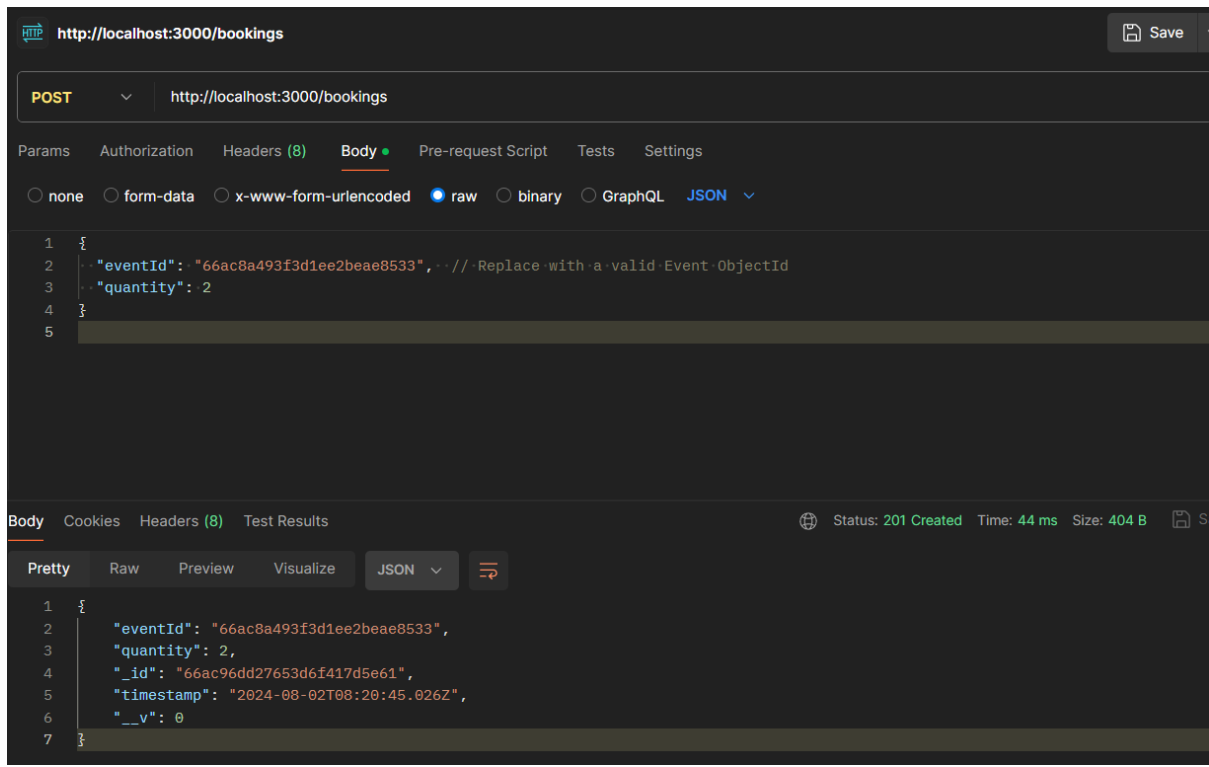 HTTP http://localhost:3000/bookings Save
POST http://localhost:3000/bookings
Params Authorization Headers (8) Body Pre-request Script Tests Settings
none form-data x-www-form-urlencoded raw binary GraphQL JSON
1 {
2 "eventId": "66ac8a493f3d1ee2beae8533", // Replace with a valid Event ObjectId
3 "quantity": 2
4 }
5
Body Cookies Headers (8) Test Results Status: 201 Created Time: 44 ms Size: 404 B S
Pretty Raw Preview Visualize JSON
1 {
2 "eventId": "66ac8a493f3d1ee2beae8533",
3 "quantity": 2,
4 "_id": "66ac96dd27653d6f417d5e61",
5 "timestamp": "2024-08-02T08:20:45.026Z",
6 "__v": 0
7 }